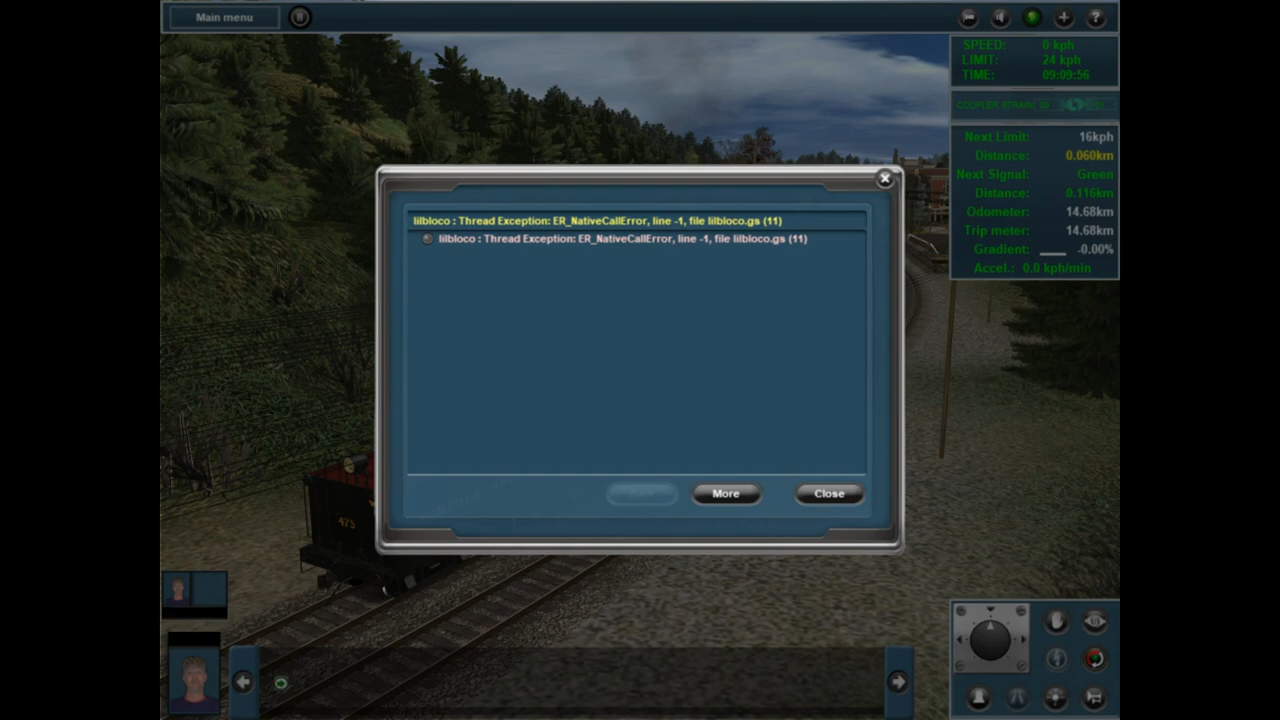 Main menu
?
SPEED: 0 kph
LIMIT: 24 kph
TIME: 09:09:56
COUPLER STRAIN:
Next Limit: 16kph
Distance: 0.060km
Next Signal: Green
Distance: 0.116km
Odometer: 14.68km
Trip meter: 14.68km
Gradient: -0.00%
Accel.: 0.0 kph/min
lilbloco : Thread Exception: ER_NativeCallError, line -1, file lilbloco.gs (11)
lilbloco : Thread Exception: ER_NativeCallError, line -1, file lilbloco.gs (11)
More
Close
475